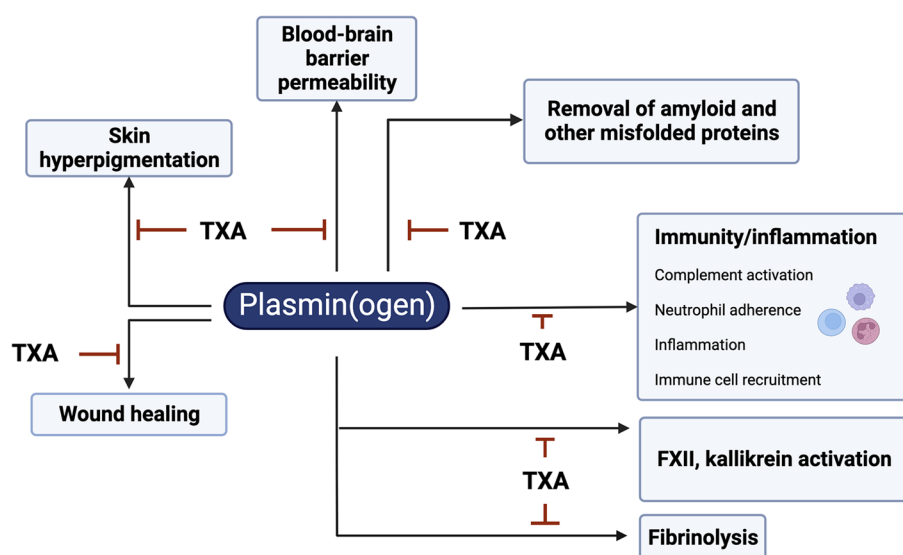 Blood-brain
barrier
permeability
Removal of amyloid and
other misfolded proteins
Skin
hyperpigmentation
TXA
TXA
Immunity/inflammation
Complement activation
Neutrophil adherence
Inflammation
Immune cell recruitment
Plasmin(ogen)
TXA
TXA
Wound healing
FXII, kallikrein activation
TXA
Fibrinolysis